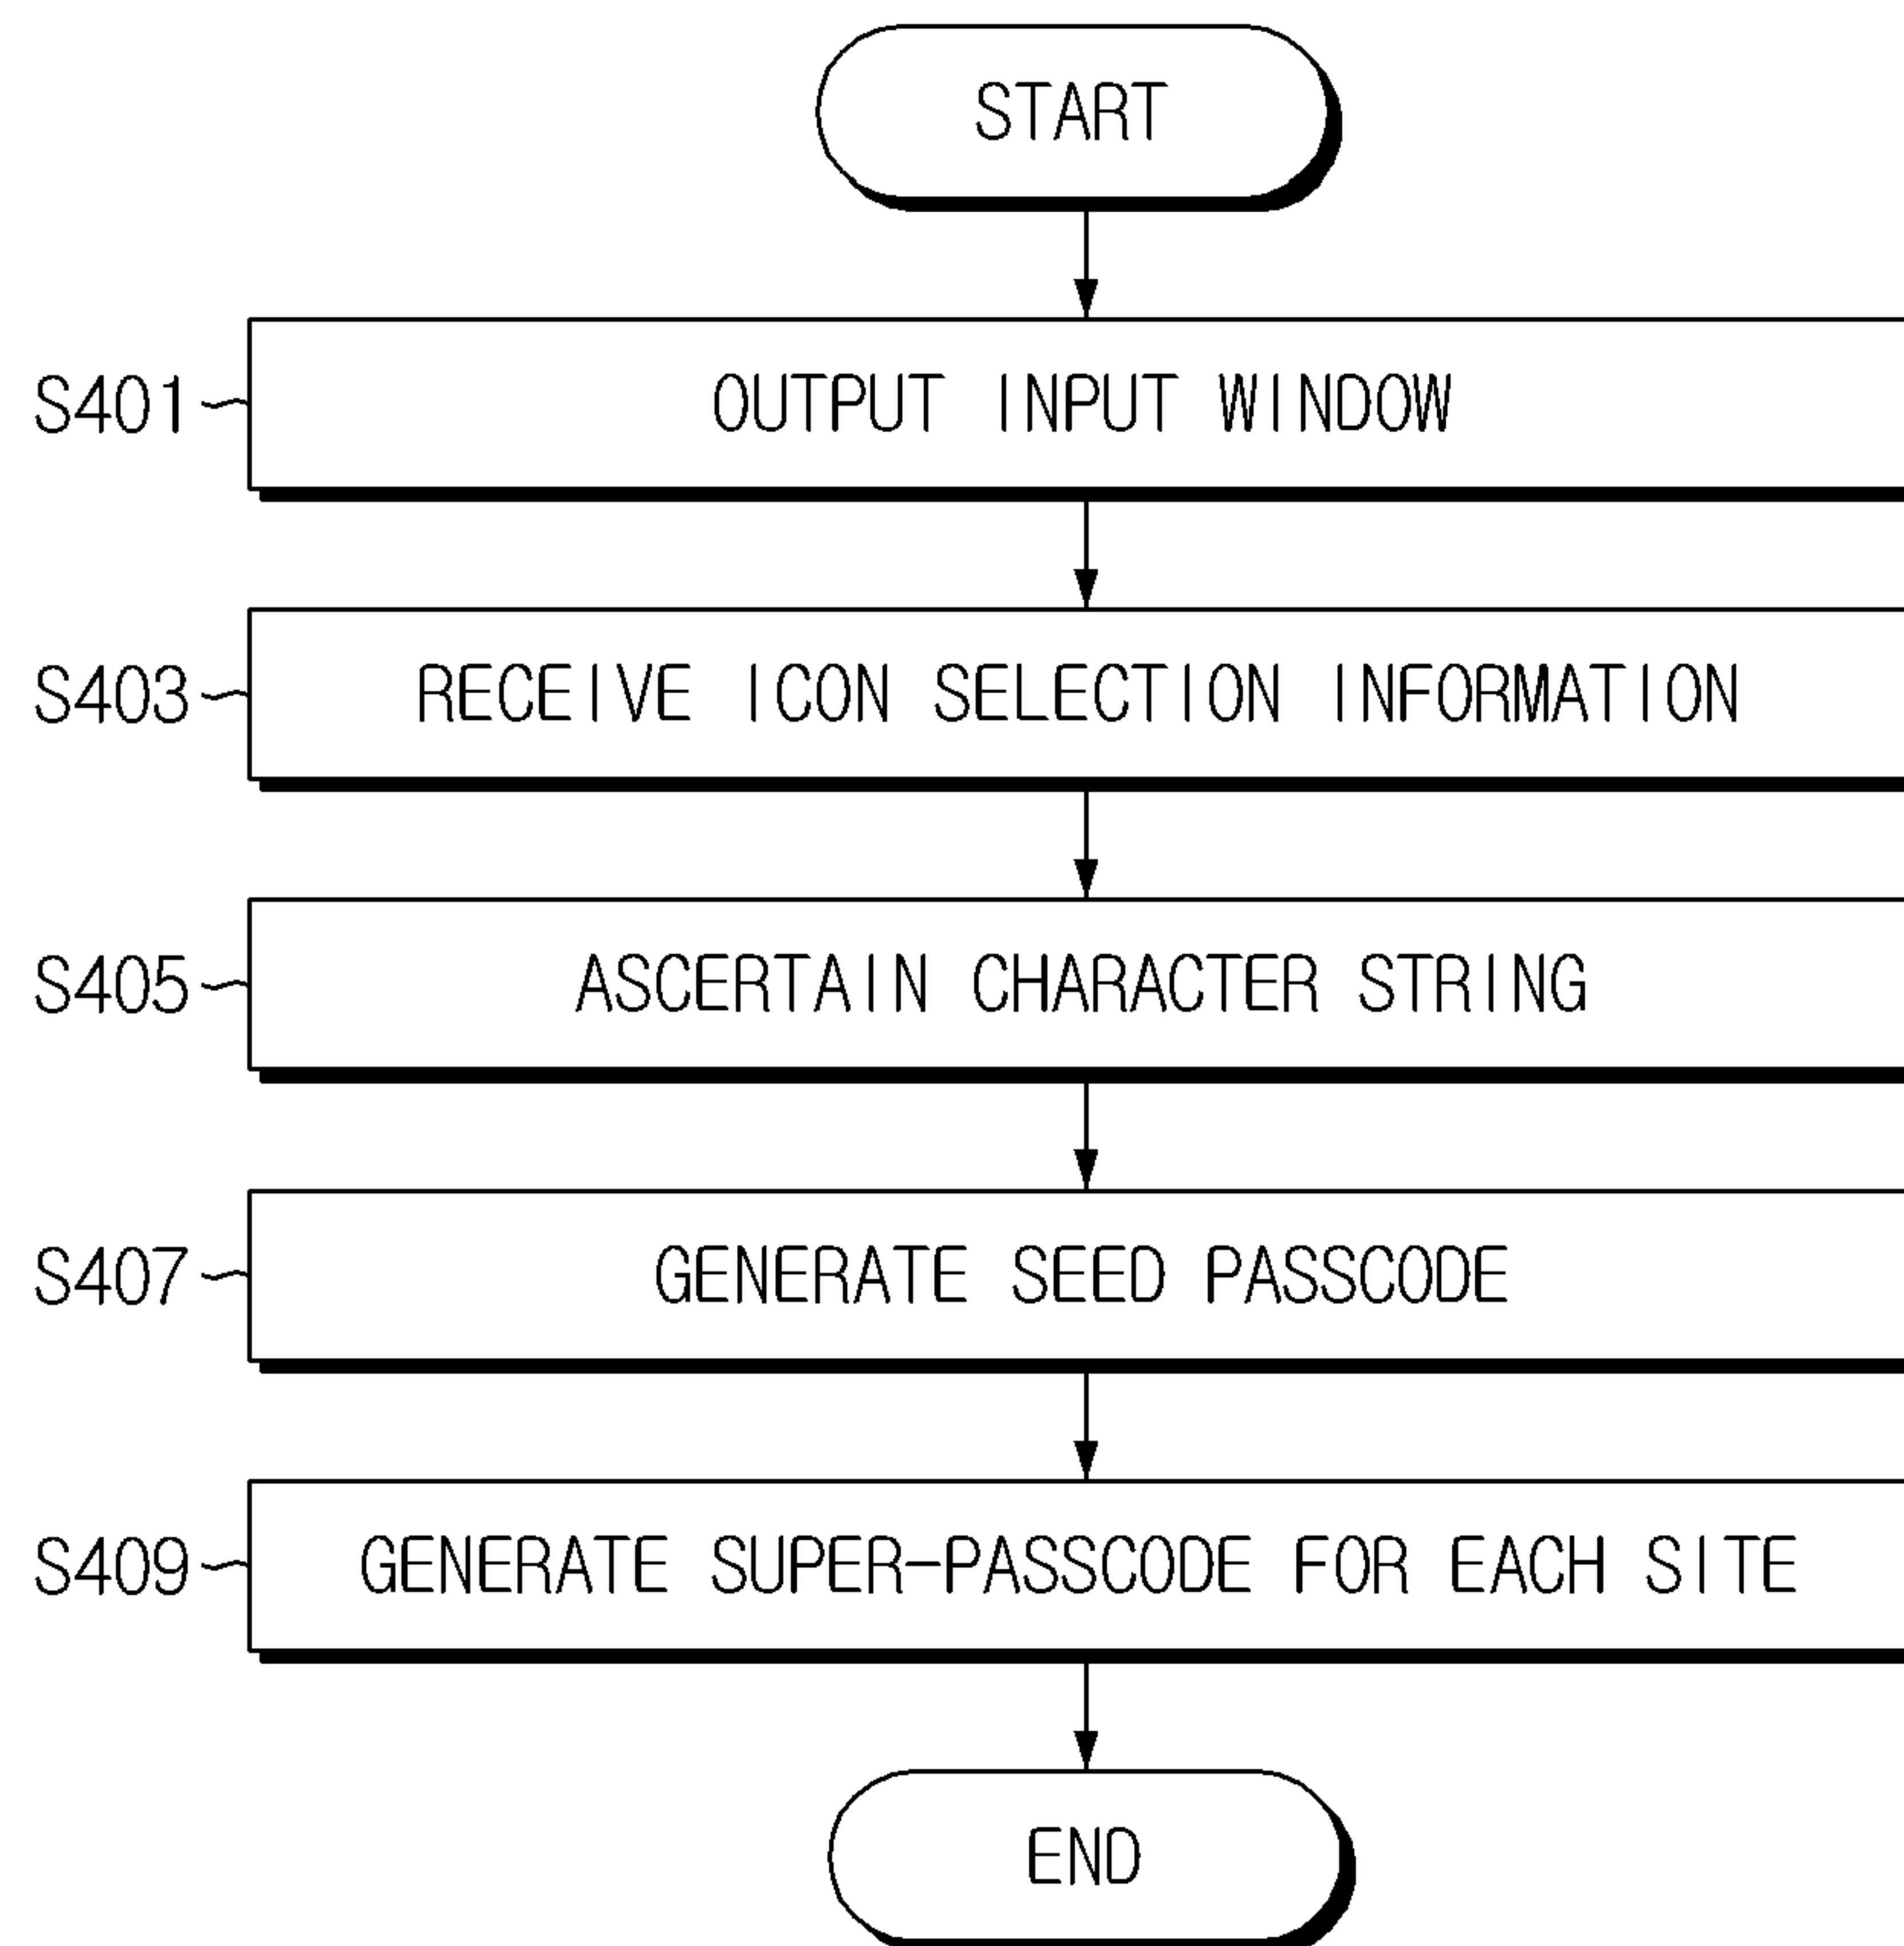 START
S401 OUTPUT INPUT WINDOW
S403 RECEIVE ICON SELECTION INFORMATION
S405 ASCERTAIN CHARACTER STRING
S407 GENERATE SEED PASSCODE
S409 GENERATE SUPER-PASSCODE FOR EACH SITE
END